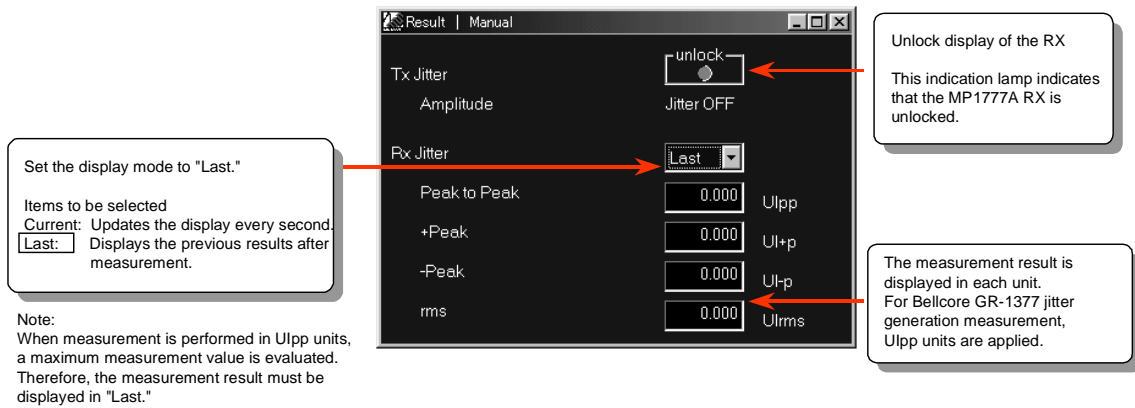 Result | Manual
unlock
Tx Jitter
Amplitude
Jitter OFF
Rx Jitter
Last
Peak to Peak
0.000
UIpp
+Peak
0.000
UI+p
-Peak
0.000
UI-p
rms
0.000
UIrms
Unlock display of the RX
This indication lamp indicates
that the MP1777A RX is
unlocked.
Set the display mode to "Last."
Items to be selected
Current: Updates the display every second.
Last: Displays the previous results after
measurement.
Note:
When measurement is performed in UIpp units,
a maximum measurement value is evaluated.
Therefore, the measurement result must be
displayed in "Last."
The measurement result is
displayed in each unit.
For Bellcore GR-1377 jitter
generation measurement,
UIpp units are applied.